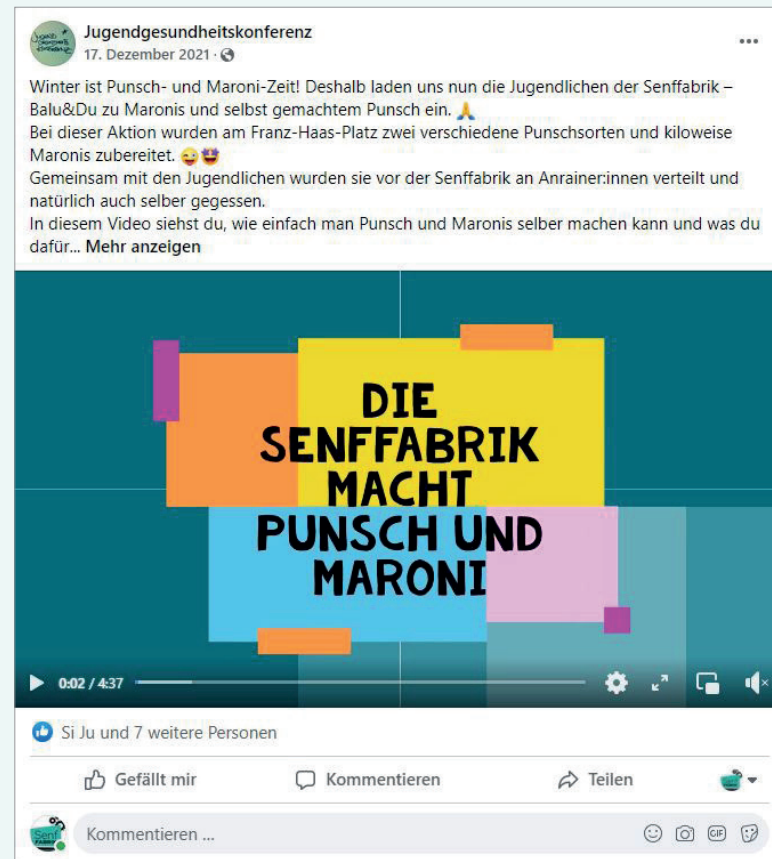 Jugendgesundheitskonferenz
17. Dezember 2021 ·
Winter ist Punsch- und Maroni-Zeit! Deshalb laden uns nun die Jugendlichen der Senffabrik –
Balu&Du zu Maronis und selbst gemachtem Punsch ein. 🙏
Bei dieser Aktion wurden am Franz-Haas-Platz zwei verschiedene Punschsorten und kiloweise
Maronis zubereitet. 😜🤩
Gemeinsam mit den Jugendlichen wurden sie vor der Senffabrik an Anrainer:innen verteilt und
natürlich auch selber gegessen.
In diesem Video siehst du, wie einfach man Punsch und Maronis selber machen kann und was du
dafür... Mehr anzeigen
DIE
SENFFABRIK
MACHT
PUNSCH UND
MARONI
0:02 / 4:37
Si Ju und 7 weitere Personen
Gefällt mir
Kommentieren
Teilen
Senf
FABRIK
Kommentieren ...
GIF